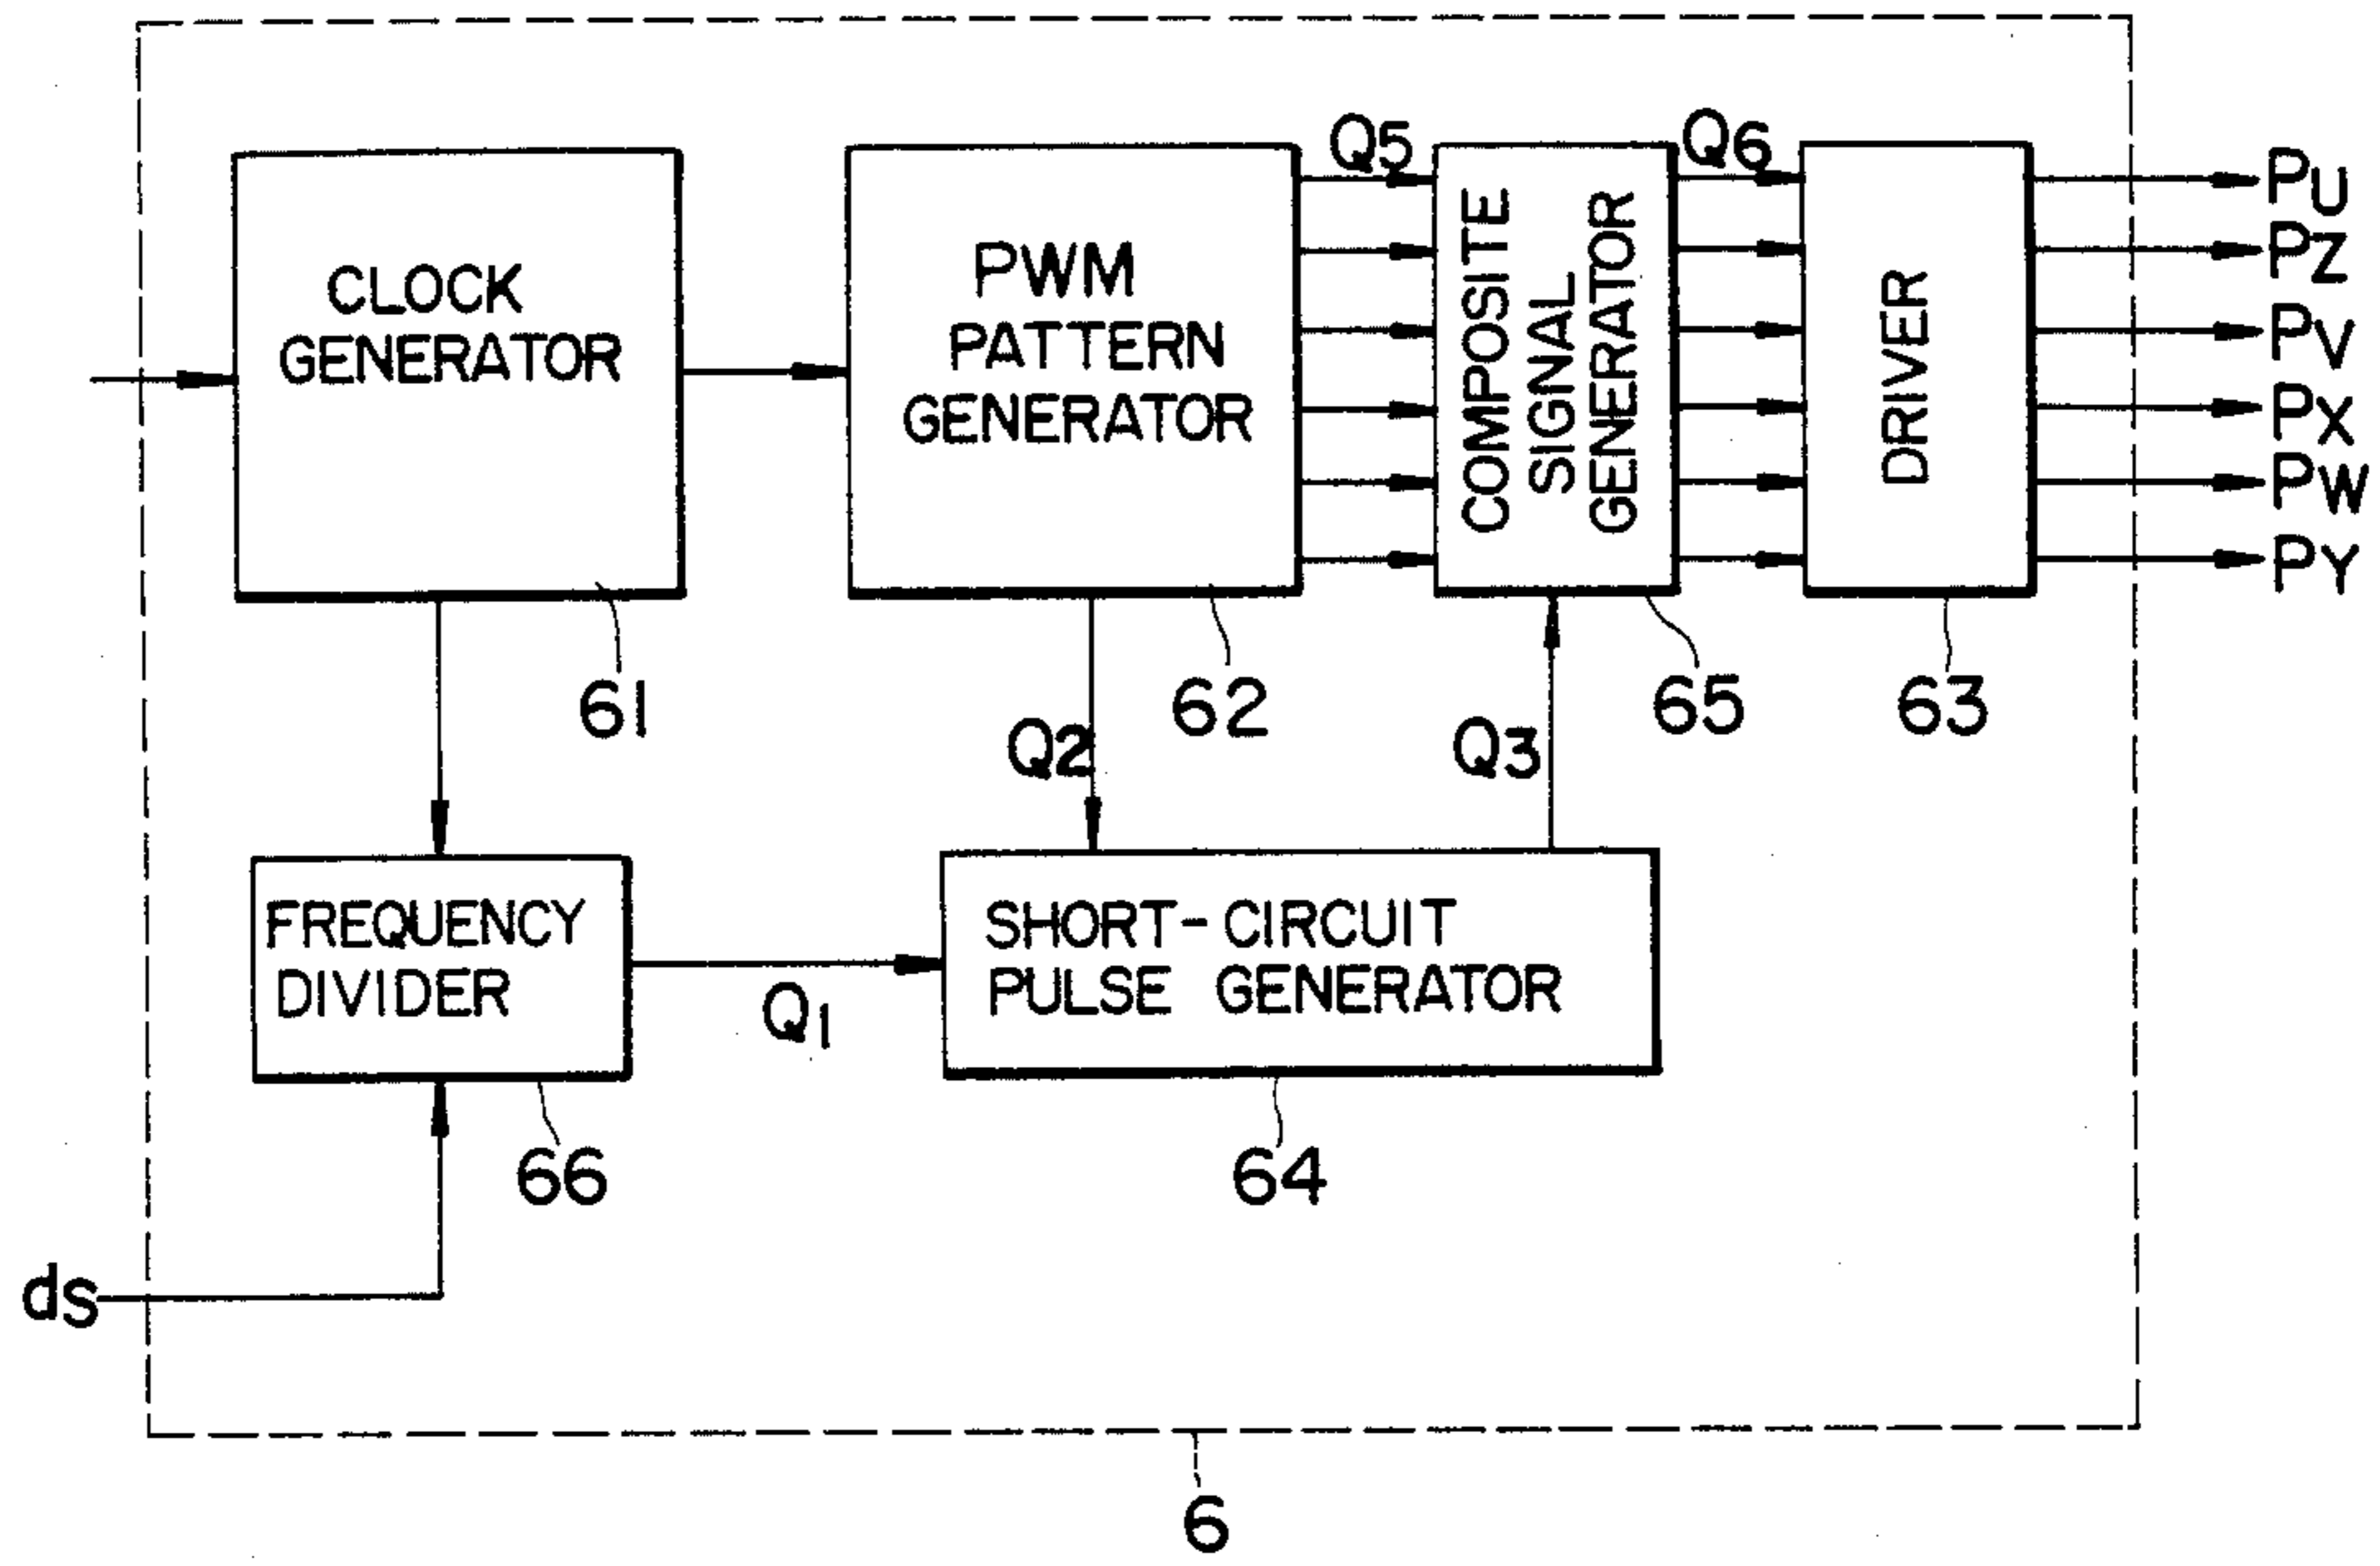 CLOCK
GENERATOR
61
PWM
PATTERN
GENERATOR
62
Q5
COMPOSITE
SIGNAL
GENERATOR
65
Q6
DRIVER
63
PU
PZ
PV
PX
PW
PY
Q2
Q3
FREQUENCY
DIVIDER
66
Q1
SHORT-CIRCUIT
PULSE GENERATOR
64
ds
6